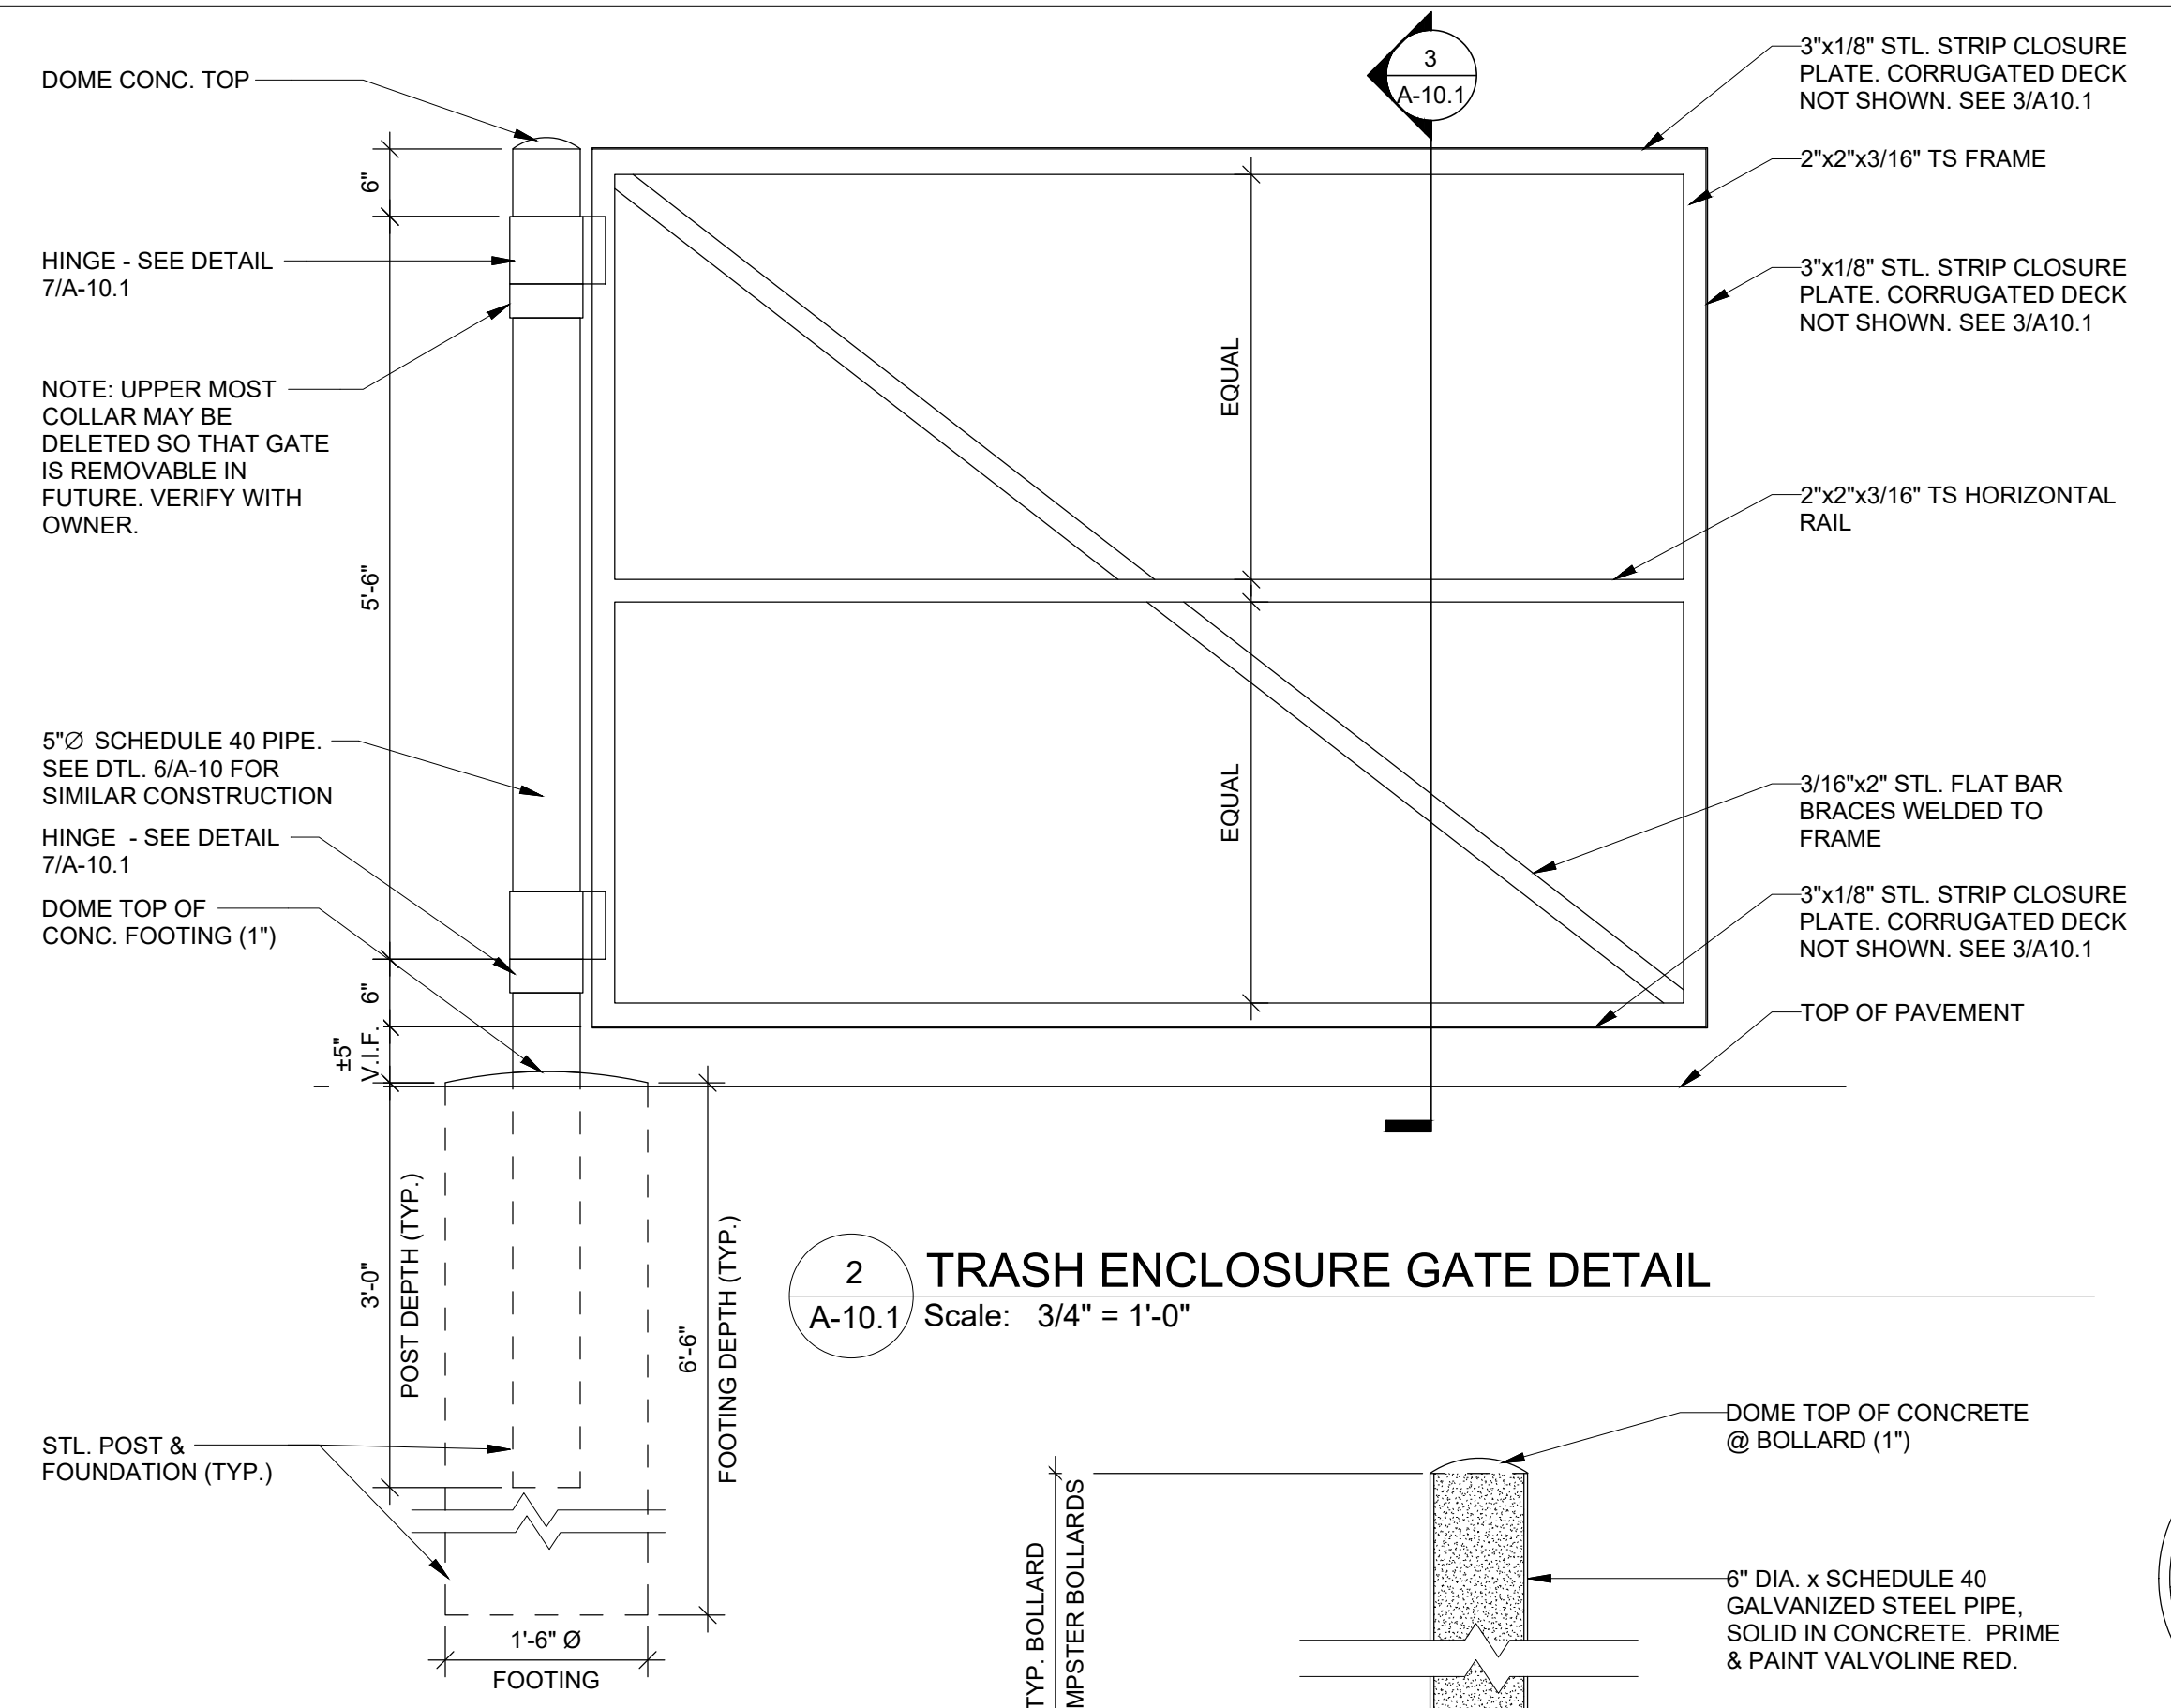 DOME CONC. TOP
HINGE - SEE DETAIL
7/A-10.1
NOTE: UPPER MOST
COLLAR MAY BE
DELETED SO THAT GATE
IS REMOVABLE IN
FUTURE. VERIFY WITH
OWNER.
5"Ø SCHEDULE 40 PIPE.
SEE DTL. 6/A-10 FOR
SIMILAR CONSTRUCTION
HINGE - SEE DETAIL
7/A-10.1
DOME TOP OF
CONC. FOOTING (1")
STL. POST &
FOUNDATION (TYP.)
6"
5'-6"
6"
±5"
V.I.F.
3'-0"
POST DEPTH (TYP.)
6'-6"
FOOTING DEPTH (TYP.)
1'-6" Ø
FOOTING
EQUAL
EQUAL
3
A-10.1
3"x1/8" STL. STRIP CLOSURE
PLATE. CORRUGATED DECK
NOT SHOWN. SEE 3/A10.1
2"x2"x3/16" TS FRAME
3"x1/8" STL. STRIP CLOSURE
PLATE. CORRUGATED DECK
NOT SHOWN. SEE 3/A10.1
2"x2"x3/16" TS HORIZONTAL
RAIL
3/16"x2" STL. FLAT BAR
BRACES WELDED TO
FRAME
3"x1/8" STL. STRIP CLOSURE
PLATE. CORRUGATED DECK
NOT SHOWN. SEE 3/A10.1
TOP OF PAVEMENT
2
A-10.1
TRASH ENCLOSURE GATE DETAIL
Scale: 3/4" = 1'-0"
DOME TOP OF CONCRETE
@ BOLLARD (1")
6" DIA. x SCHEDULE 40
GALVANIZED STEEL PIPE,
SOLID IN CONCRETE. PRIME
& PAINT VALVOLINE RED.
TYP. BOLLARD
MPSTER BOLLARDS